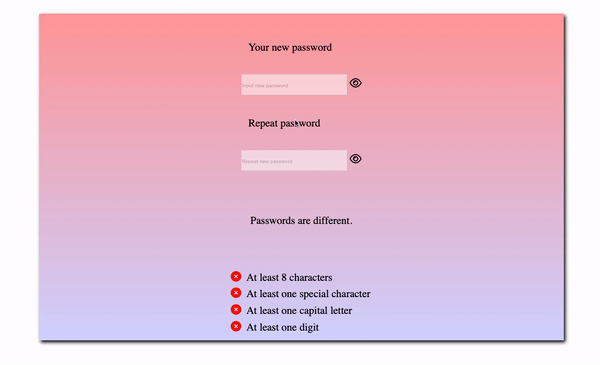 Your new password
Input new password
Repeat password
Repeat new password
Passwords are different.
At least 8 characters
At least one special character
At least one capital letter
At least one digit